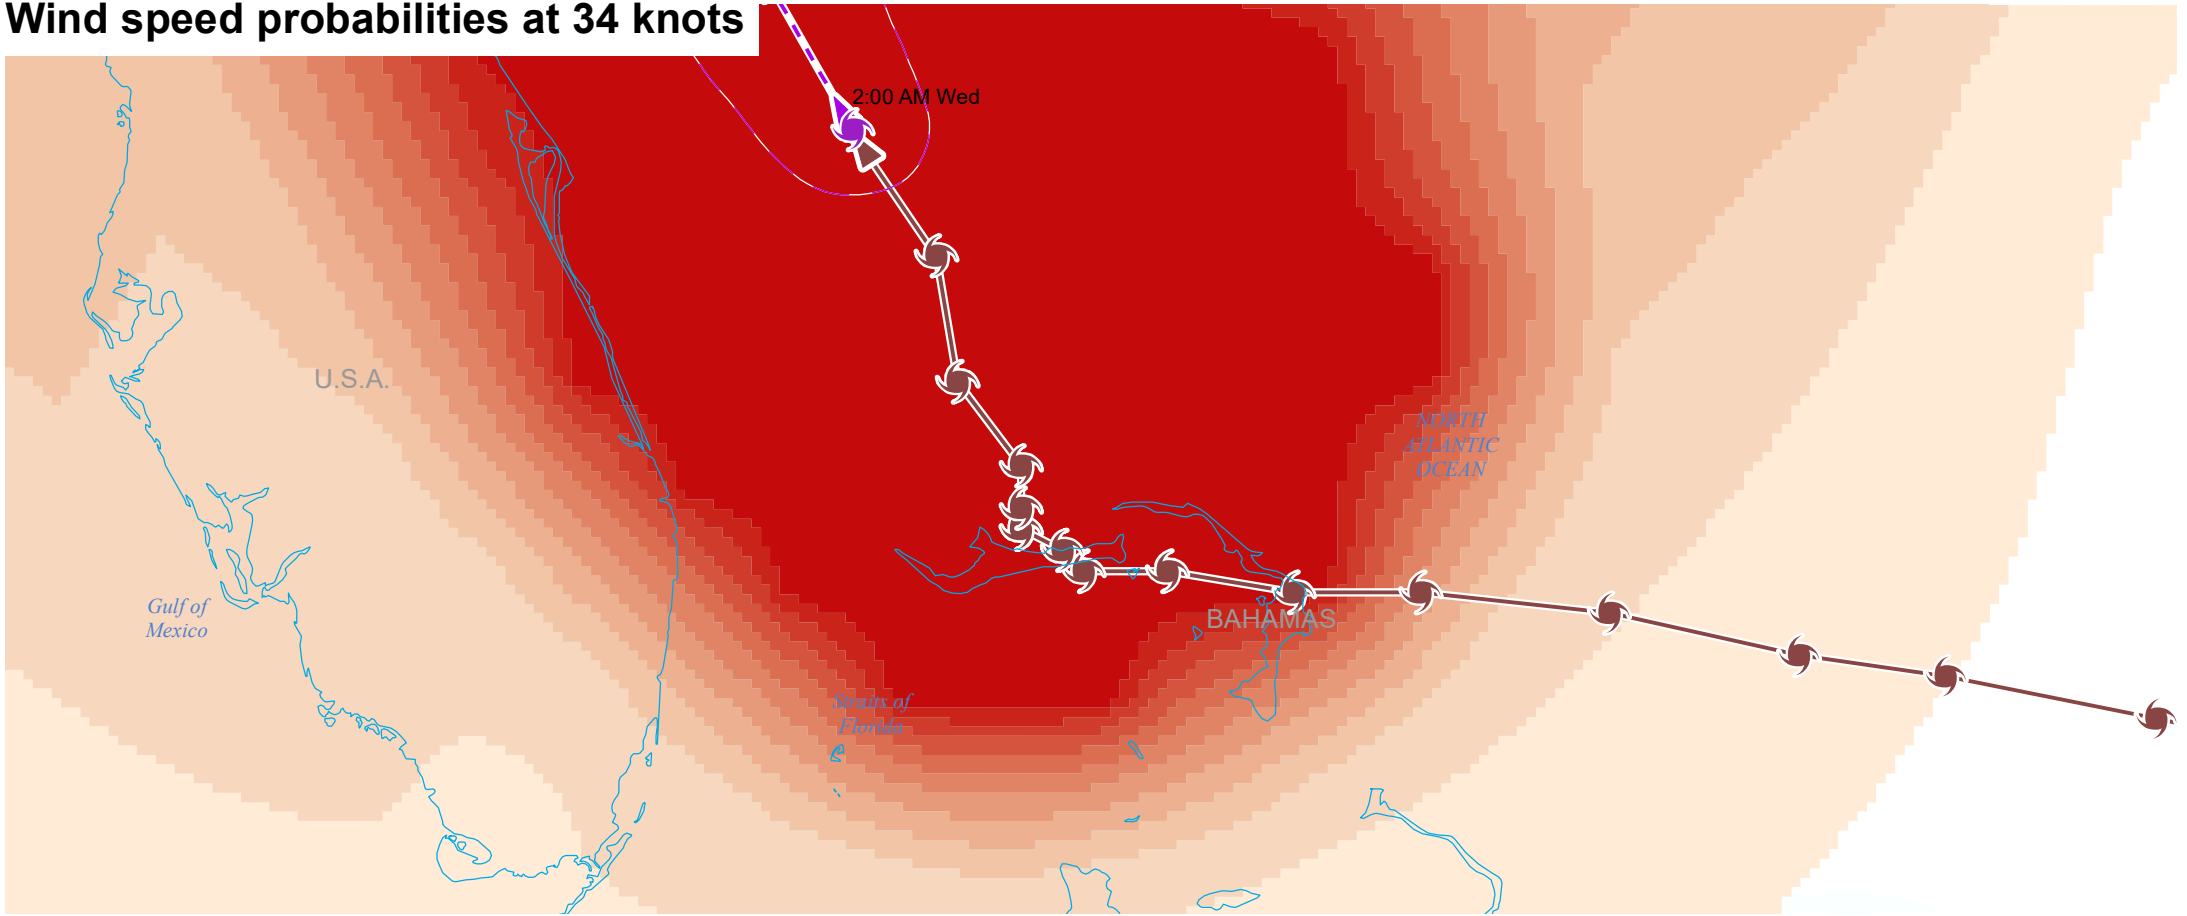 Wind speed probabilities at 34 knots
2:00 AM Wed
U.S.A.
NORTH
ATLANTIC
OCEAN
Gulf of
Mexico
BAHAMAS
Straits of
Florida